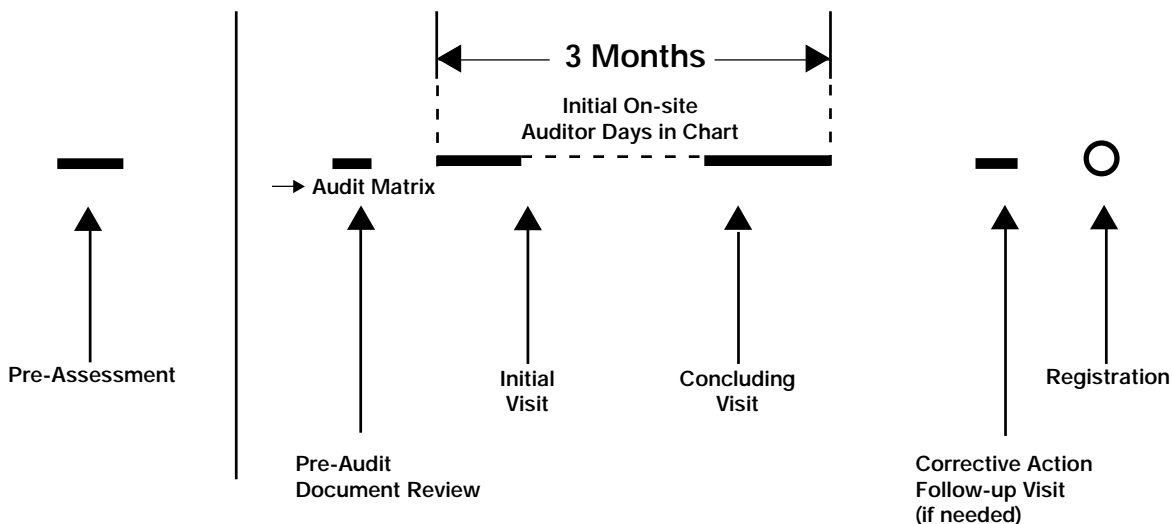 3 Months
Initial On-site
Auditor Days in Chart
Audit Matrix
Pre-Assessment
Initial
Visit
Concluding
Visit
Registration
Pre-Audit
Document Review
Corrective Action
Follow-up Visit
(if needed)